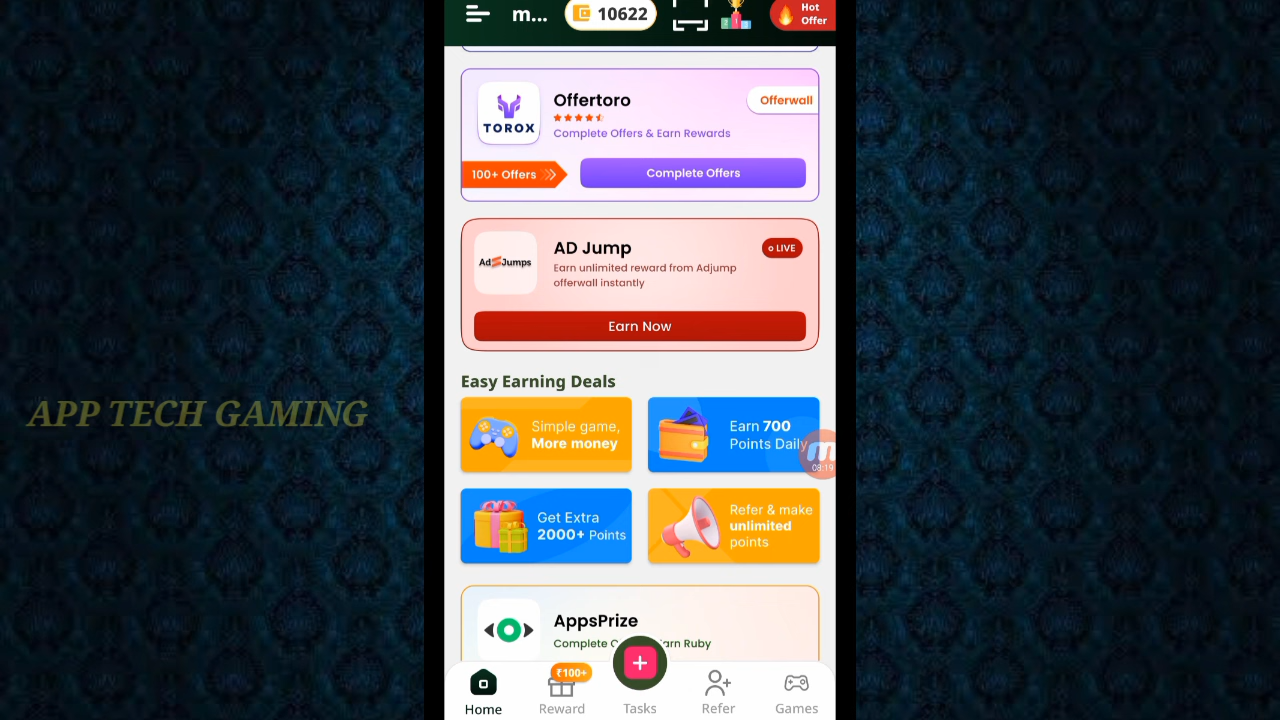 m...
10622
Hot
Offer
TOROX
Offertoro
Complete Offers & Earn Rewards
Offerwall
100+ Offers
Complete Offers
AdJumps
AD Jump
LIVE
Earn unlimited reward from Adjump
offerwall instantly
Earn Now
Easy Earning Deals
Simple game,
More money
Earn 700
Points Daily
08:19
Get Extra
2000+ Points
Refer & make
unlimited
points
AppsPrize
Complete
Earn Ruby
₹100+
Home
Reward
Tasks
Refer
Games
APP TECH GAMING